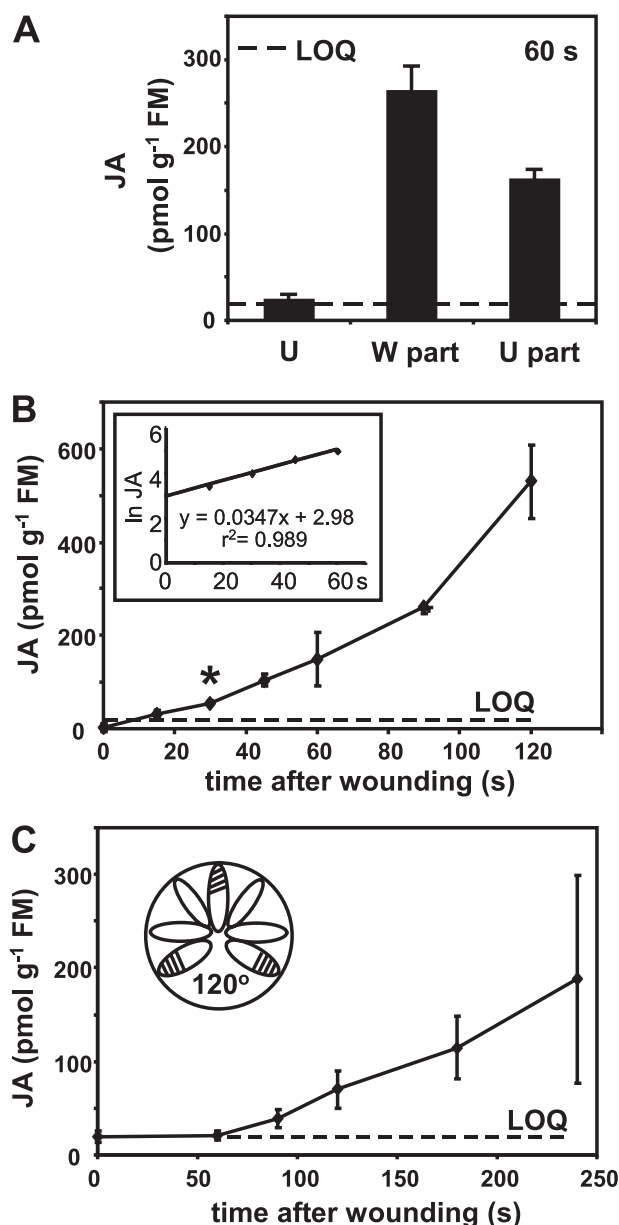 A
300
200
100
0
JA
(pmol g⁻¹ FM)
LOQ
60 s
U
W part
U part
B
600
400
200
0
JA (pmol g⁻¹ FM)
6
4
2
0
ln JA
y = 0.0347x + 2.98
r²= 0.989
0
20
40
60 s
*
LOQ
0
20
40
60
80
100
120
time after wounding (s)
C
300
200
100
0
JA (pmol g⁻¹ FM)
120º
LOQ
0
50
100
150
200
250
time after wounding (s)